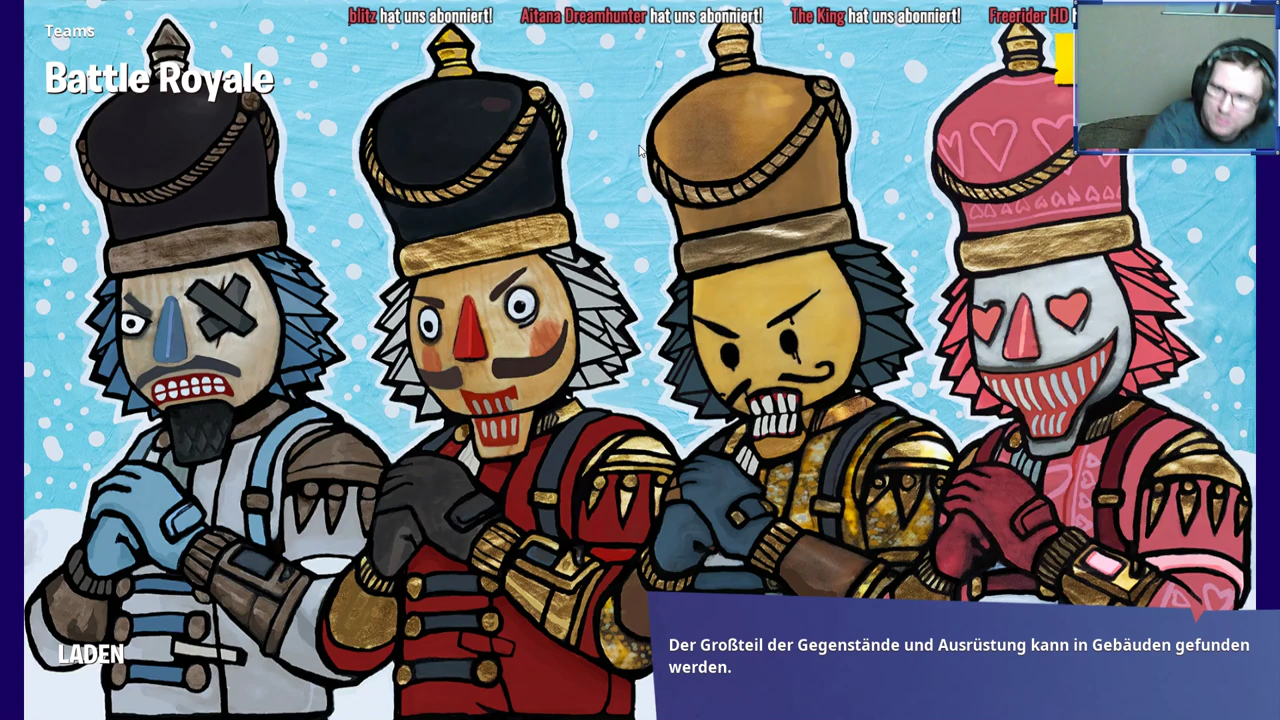 blitz hat uns abonniert! Aitana Dreamhunter hat uns abonniert! The King hat uns abonniert! Freerider HD
Teams
Battle Royale
LADEN
Der Großteil der Gegenstände und Ausrüstung kann in Gebäuden gefunden
werden.